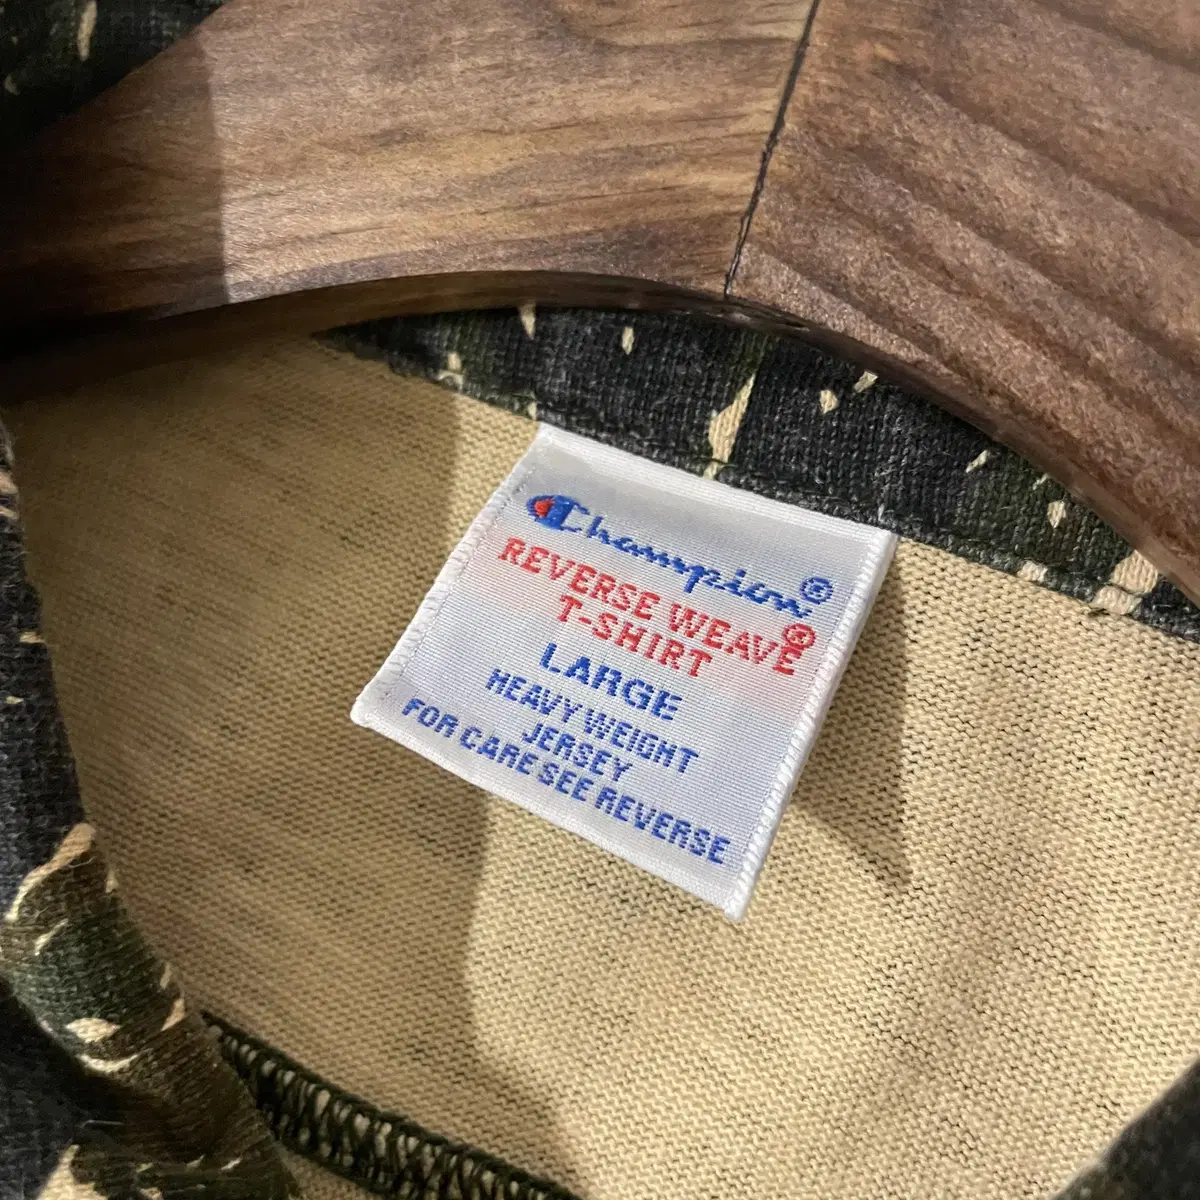 Champion®
REVERSE WEAVE®
T-SHIRT
LARGE
HEAVY WEIGHT
JERSEY
FOR CARE SEE REVERSE